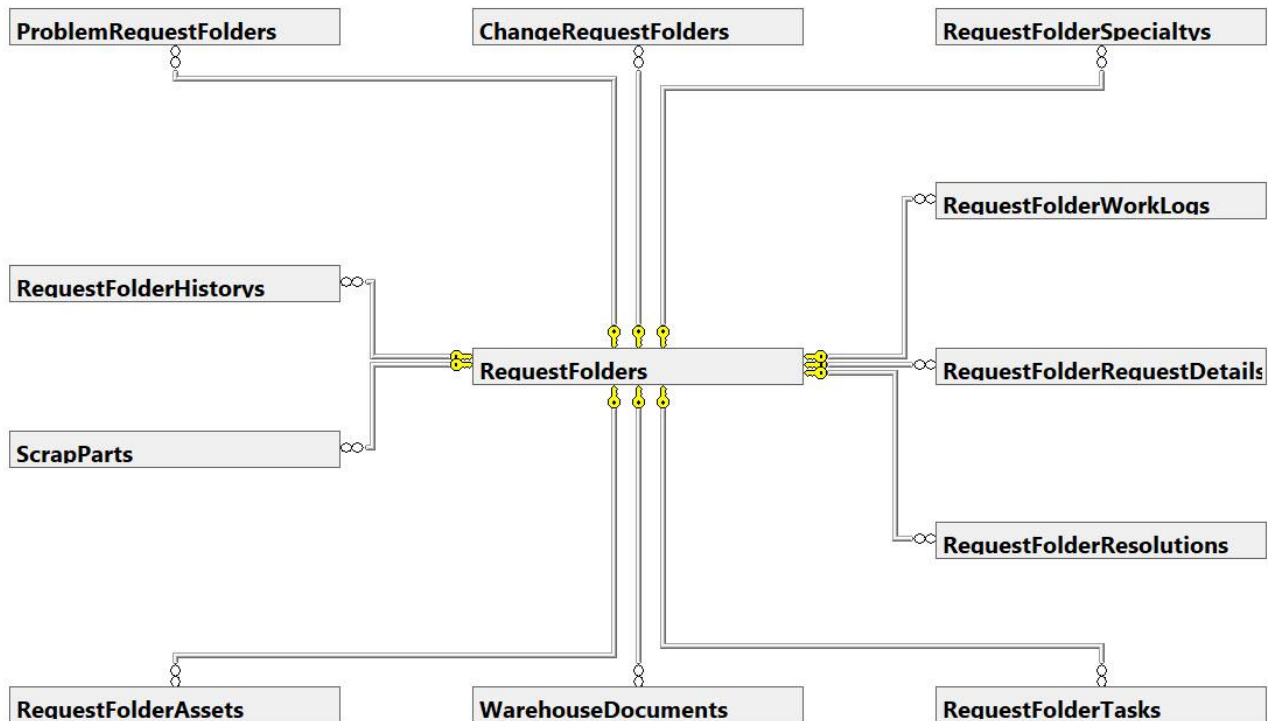 ProblemRequestFolders
ChangeRequestFolders
RequestFolderSpecialtys
RequestFolderWorkLogs
RequestFolderHistorys
RequestFolders
RequestFolderRequestDetails
ScrapParts
RequestFolderResolutions
RequestFolderAssets
WarehouseDocuments
RequestFolderTasks